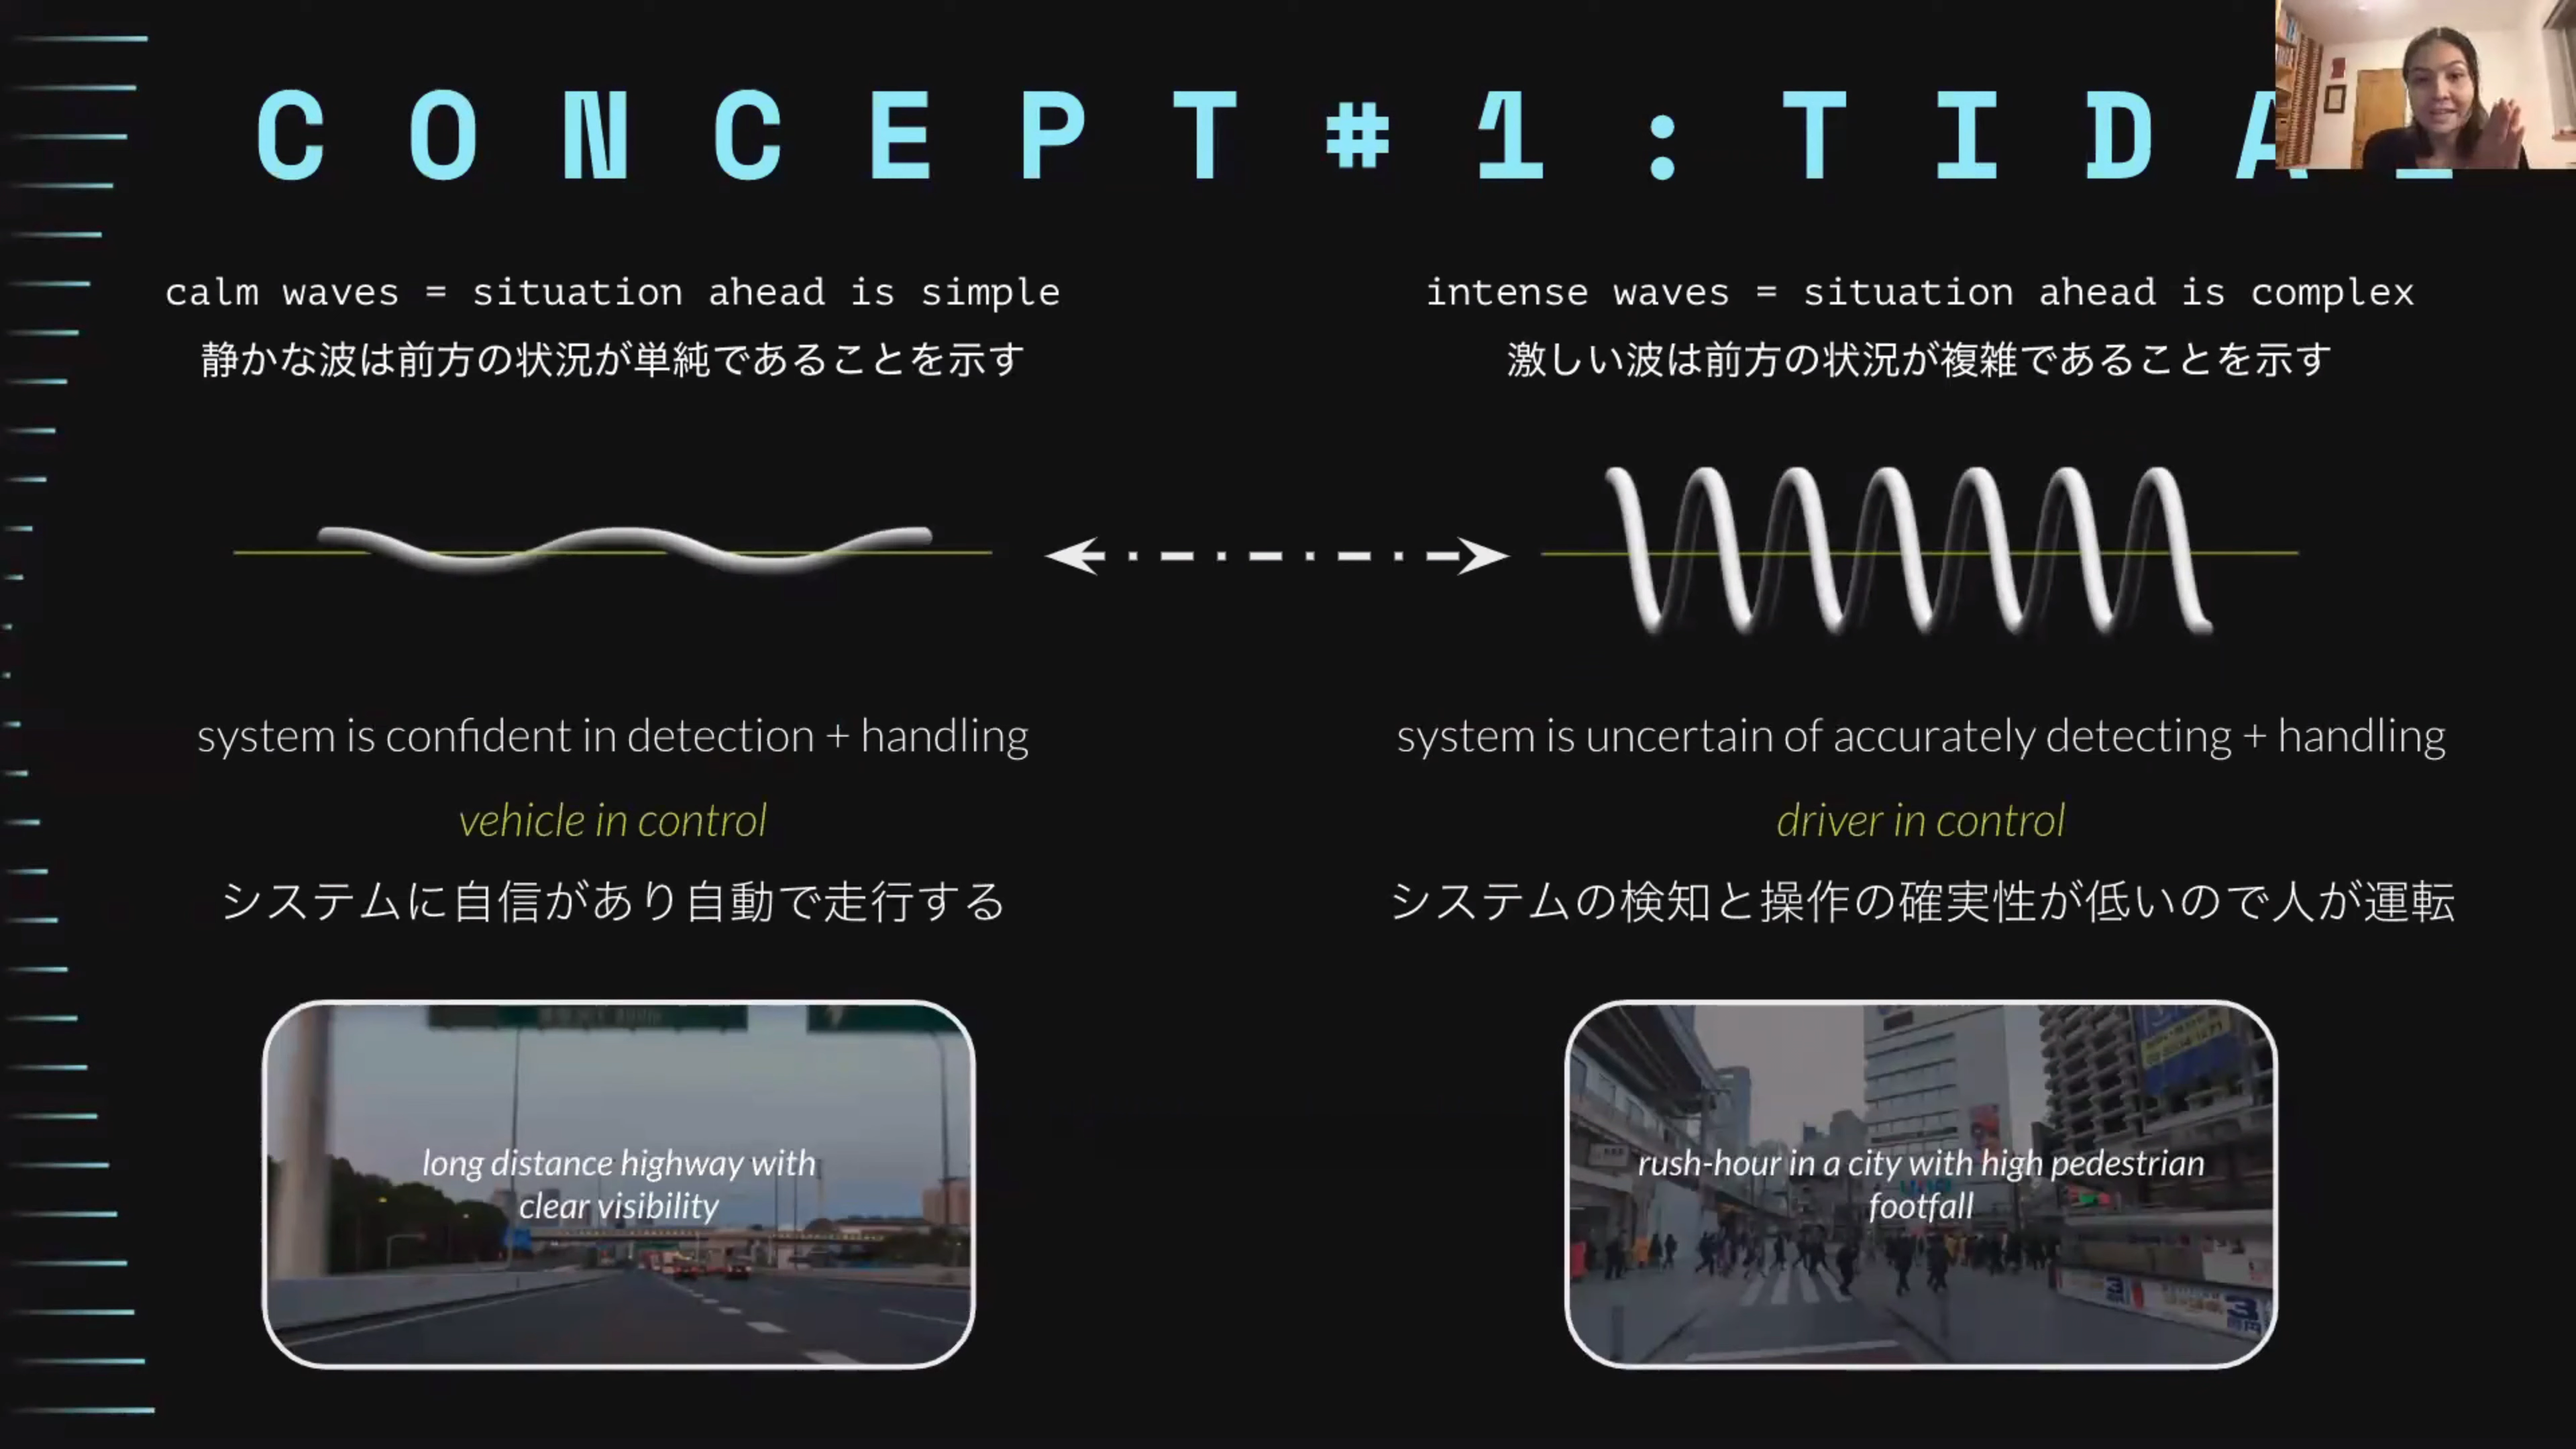 CONCEPT #1: TIDA
calm waves = situation ahead is simple
静かな波は前方の状況が単純であることを示す
intense waves = situation ahead is complex
激しい波は前方の状況が複雑であることを示す
system is confident in detection + handling
vehicle in control
システムに自信があり自動で走行する
system is uncertain of accurately detecting + handling
driver in control
システムの検知と操作の確実性が低いので人が運転
long distance highway with
clear visibility
rush-hour in a city with high pedestrian
footfall